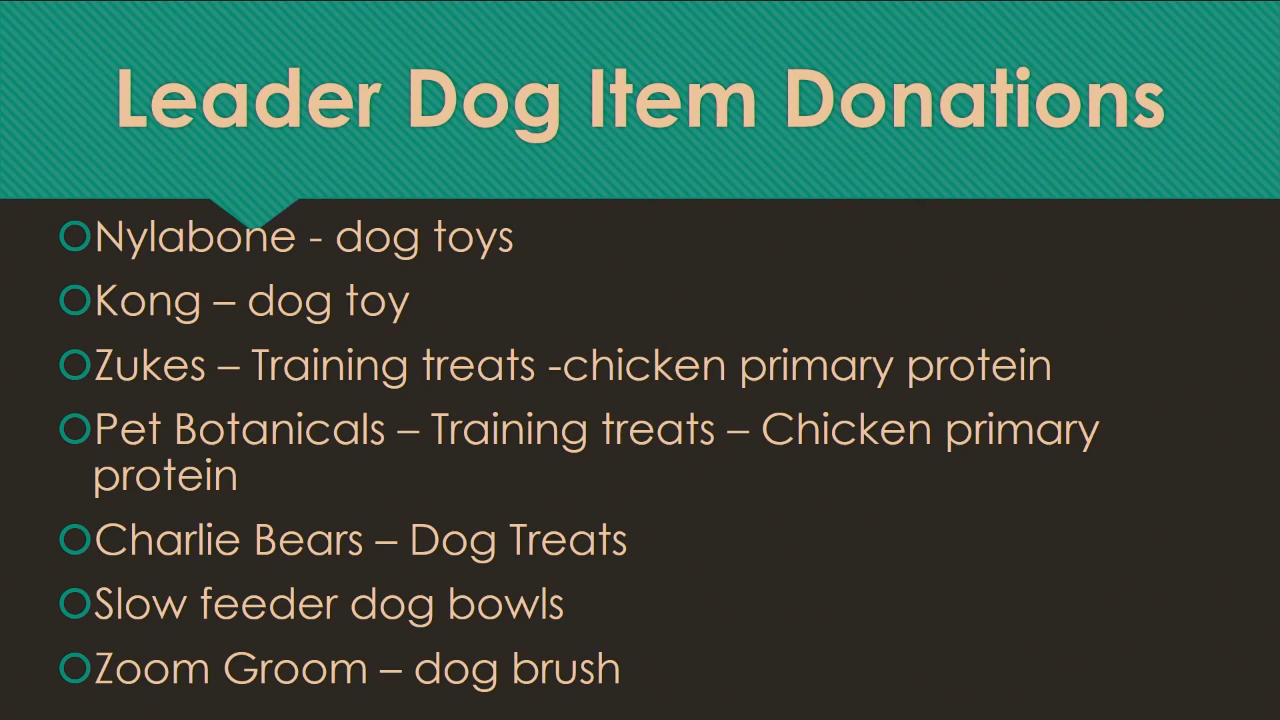 Leader Dog Item Donations
Nylabone - dog toys
Kong – dog toy
Zukes – Training treats -chicken primary protein
Pet Botanicals – Training treats – Chicken primary
protein
Charlie Bears – Dog Treats
Slow feeder dog bowls
Zoom Groom – dog brush